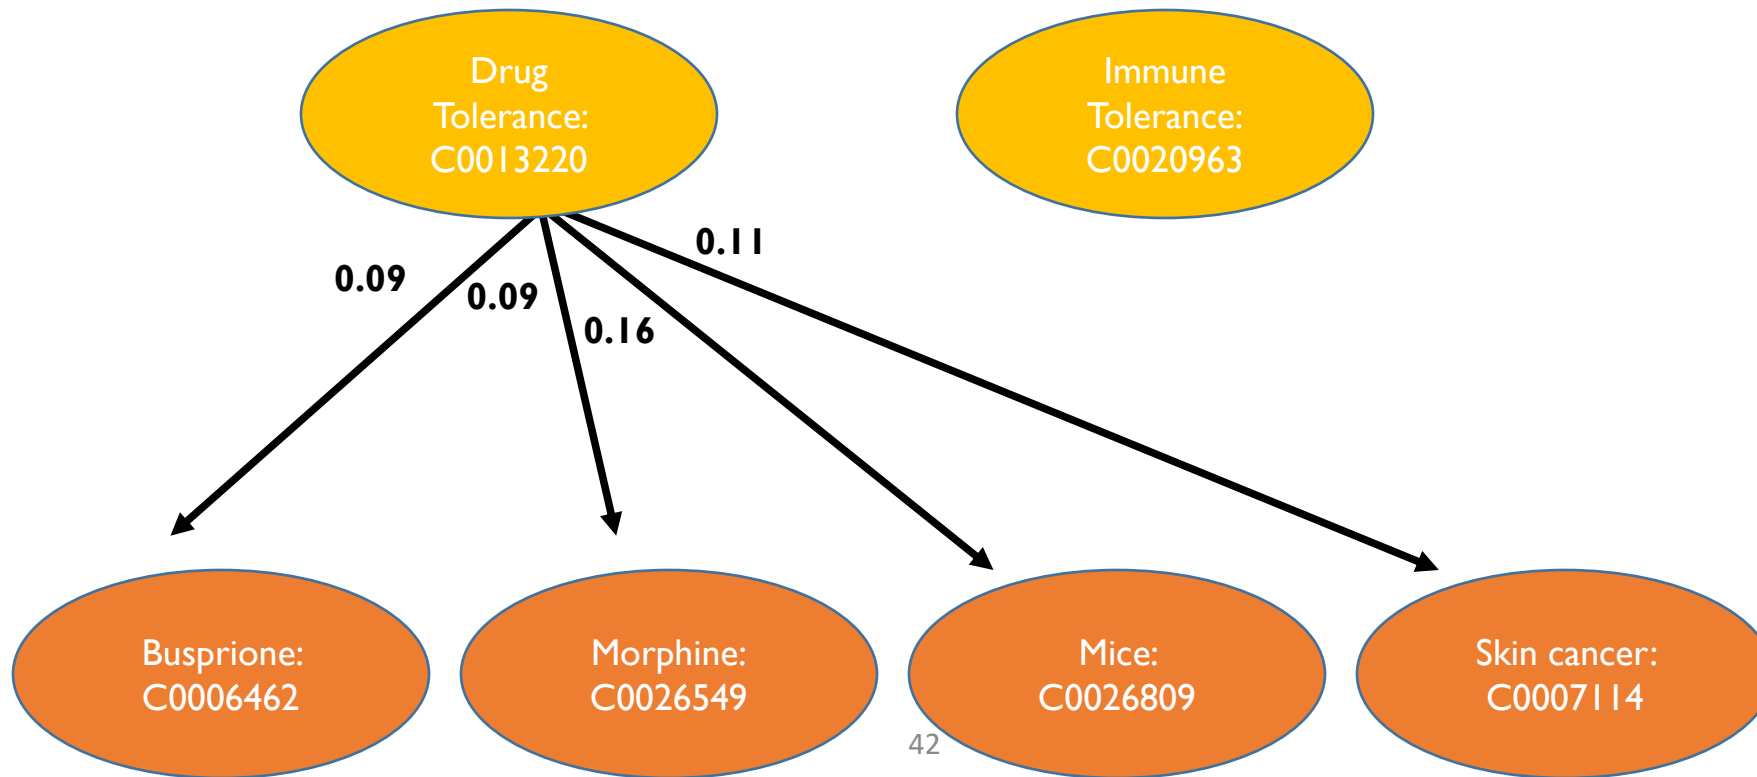 Drug
Tolerance:
C0013220
Immune
Tolerance:
C0020963
0.11
0.09
0.09
0.16
Busprione:
C0006462
Morphine:
C0026549
Mice:
C0026809
Skin cancer:
C0007114
42